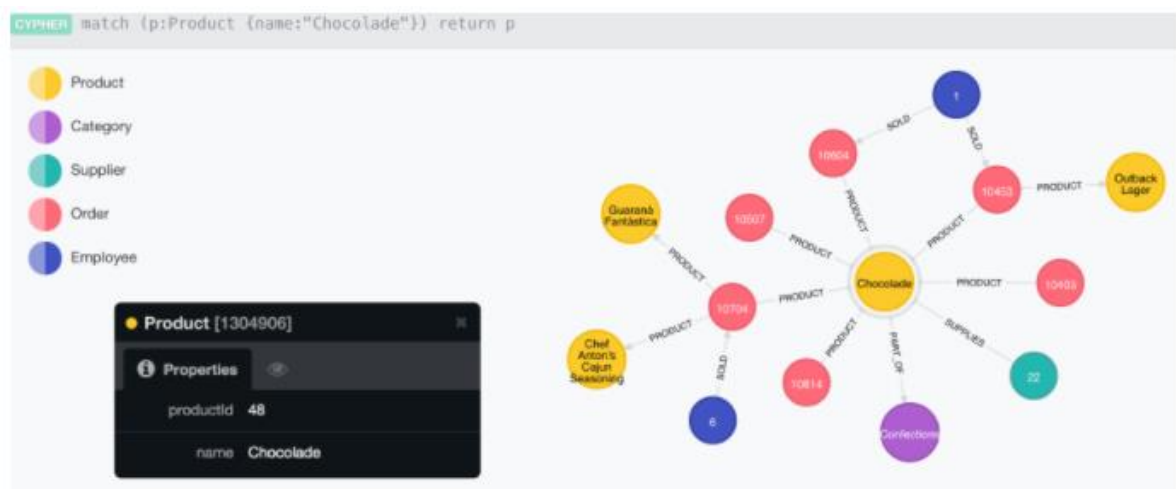 CYPHER match (p:Product {name:"Chocolade"}) return p
Product
Category
Supplier
Order
Employee
Product [1304906]
Properties
productId 48
name Chocolade
1
SOLD
SOLD
10604
10453
PRODUCT
Outback
Lager
PRODUCT
PRODUCT
Guaraná
Fantástica
10507
PRODUCT
PRODUCT
Chocolade
PRODUCT
10403
10704
PRODUCT
PRODUCT
Chef
Anton's
Cajun
Seasoning
SOLD
PRODUCT
10814
PART_OF
SUPPLIES
22
6
Confections